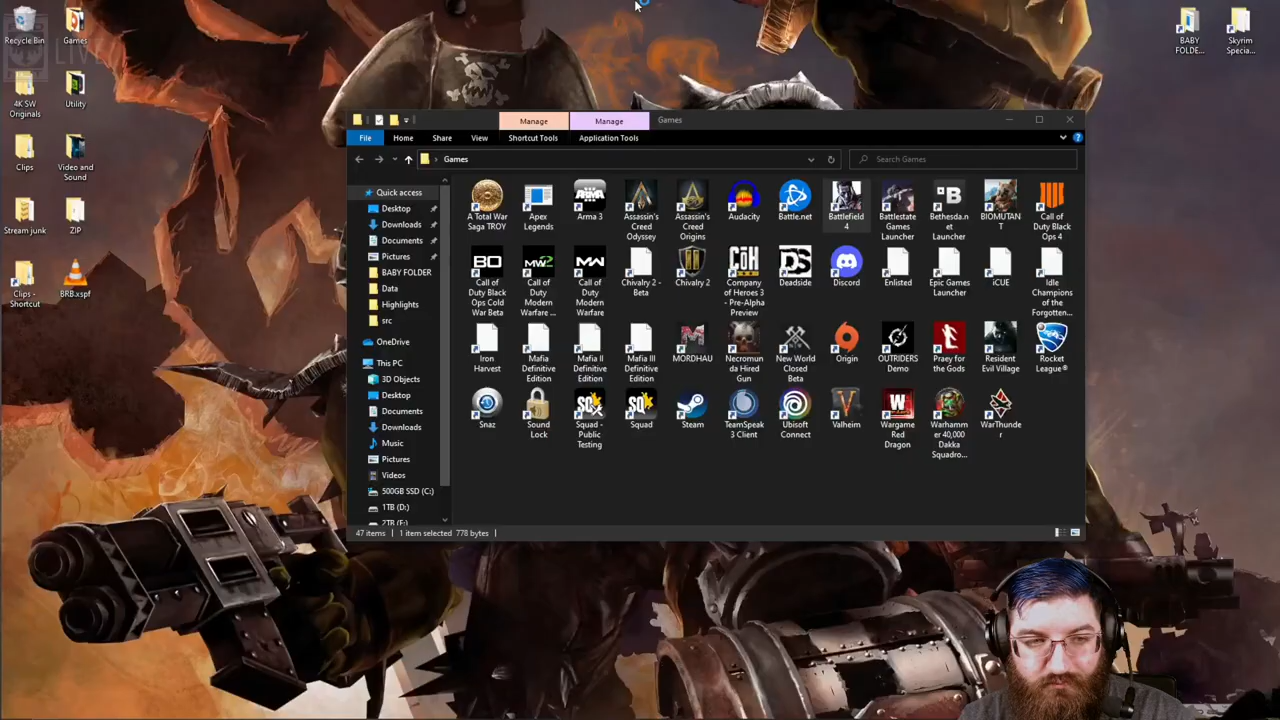 Recycle Bin
Games
LIVE
4K SW
Originals
Utility
Clips
Video and
Sound
Stream junk
ZIP
Clips -
Shortcut
BRB.xspf
BABY
FOLDE...
Skyrim
Specia...
Manage
Manage
Games
File
Home
Share
View
Shortcut Tools
Application Tools
Games
Search Games
Quick access
Desktop
Downloads
Documents
Pictures
BABY FOLDER
Data
Highlights
src
OneDrive
This PC
3D Objects
Desktop
Documents
Downloads
Music
Pictures
Videos
500GB SSD (C:)
1TB (D:)
2TB (E:)
A Total War
Saga TROY
Apex
Legends
Arma 3
Assassin's
Creed
Odyssey
Assassin's
Creed
Origins
Audacity
Battle.net
Battlefield
4
Battlestate
Games
Launcher
Bethesda.n
et
Launcher
BIOMUTAN
T
Call of
Duty Black
Ops 4
Call of
Duty Black
Ops Cold
War Beta
Call of
Duty
Modern
Warfare ...
Call of
Duty
Modern
Warfare
Chivalry 2 -
Beta
Chivalry 2
Company
of Heroes 3
- Pre-Alpha
Preview
Deadside
Discord
Enlisted
Epic Games
Launcher
iCUE
Idle
Champions
of the
Forgotten...
Iron
Harvest
Mafia
Definitive
Edition
Mafia II
Definitive
Edition
Mafia III
Definitive
Edition
MORDHAU
Necromun
da Hired
Gun
New World
Closed
Beta
Origin
OUTRIDERS
Demo
Praey for
the Gods
Resident
Evil Village
Rocket
League®
Snaz
Sound
Lock
Squad -
Public
Testing
Squad
Steam
TeamSpeak
3 Client
Ubisoft
Connect
Valheim
Wargame
Red
Dragon
Warhamm
er 40,000
Dakka
Squadro...
WarThunde
r
47 items
1 item selected 778 bytes